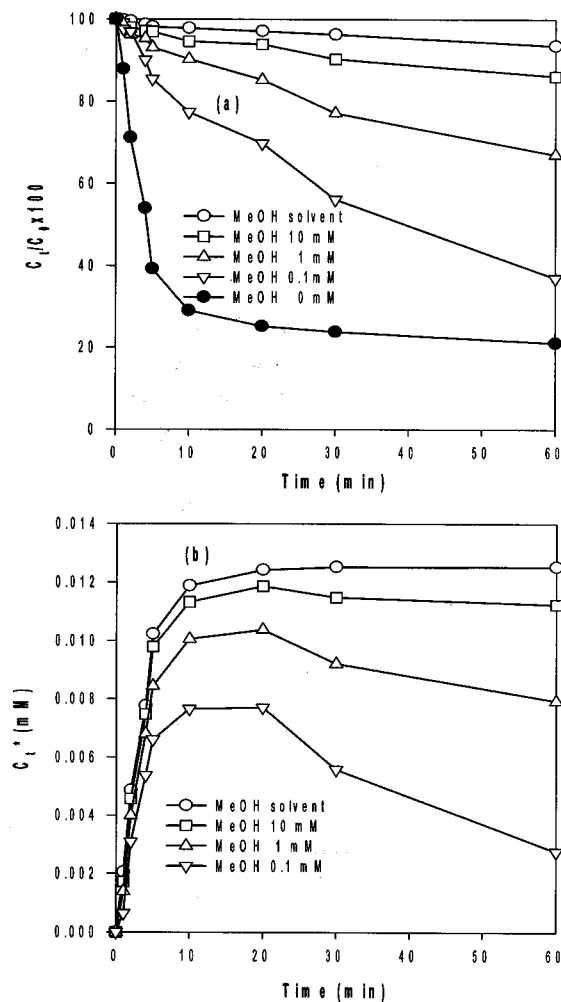 100
80
60
40
20
0
C_t/C_0x100
(a)
MeOH solvent
MeOH 10 mM
MeOH 1 mM
MeOH 0.1mM
MeOH 0 mM
0 10 20 30 40 50 60
Time (min)
0.014
0.012
0.010
0.008
0.006
0.004
0.002
0.000
C_t* (mM)
(b)
MeOH solvent
MeOH 10 mM
MeOH 1 mM
MeOH 0.1 mM
0 10 20 30 40 50 60
Time (min)